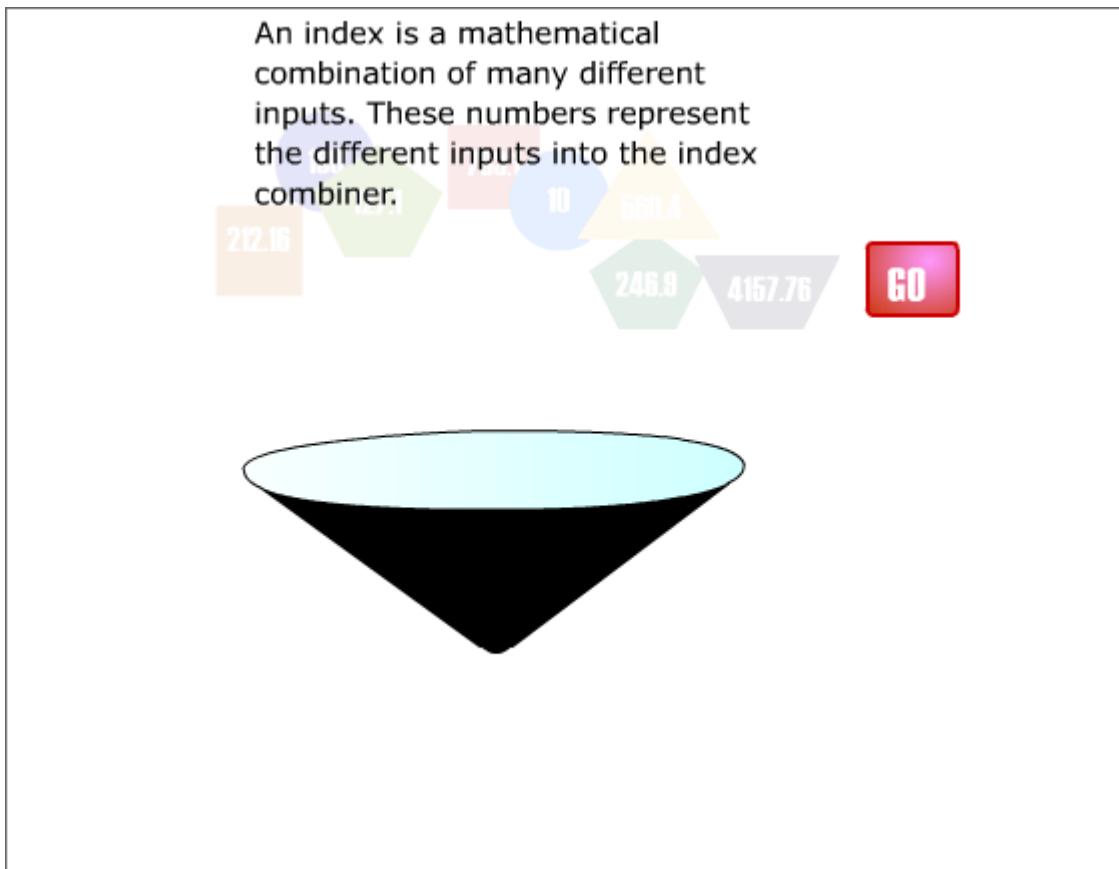 An index is a mathematical
combination of many different
inputs. These numbers represent
the different inputs into the index
combiner.
10
560.4
212.16
246.9
4157.76
GO